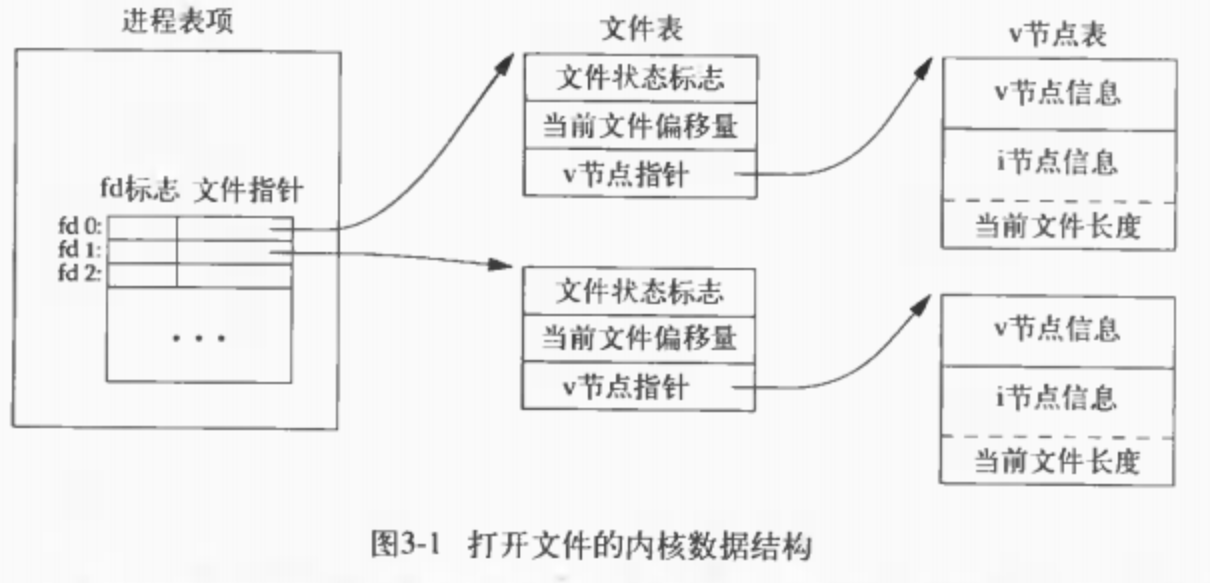 进程表项
fd标志 文件指针
fd 0:
fd 1:
fd 2:
...
文件表
文件状态标志
当前文件偏移量
v节点指针
文件状态标志
当前文件偏移量
v节点指针
v节点表
v节点信息
i节点信息
当前文件长度
v节点信息
i节点信息
当前文件长度
图3-1 打开文件的内核数据结构